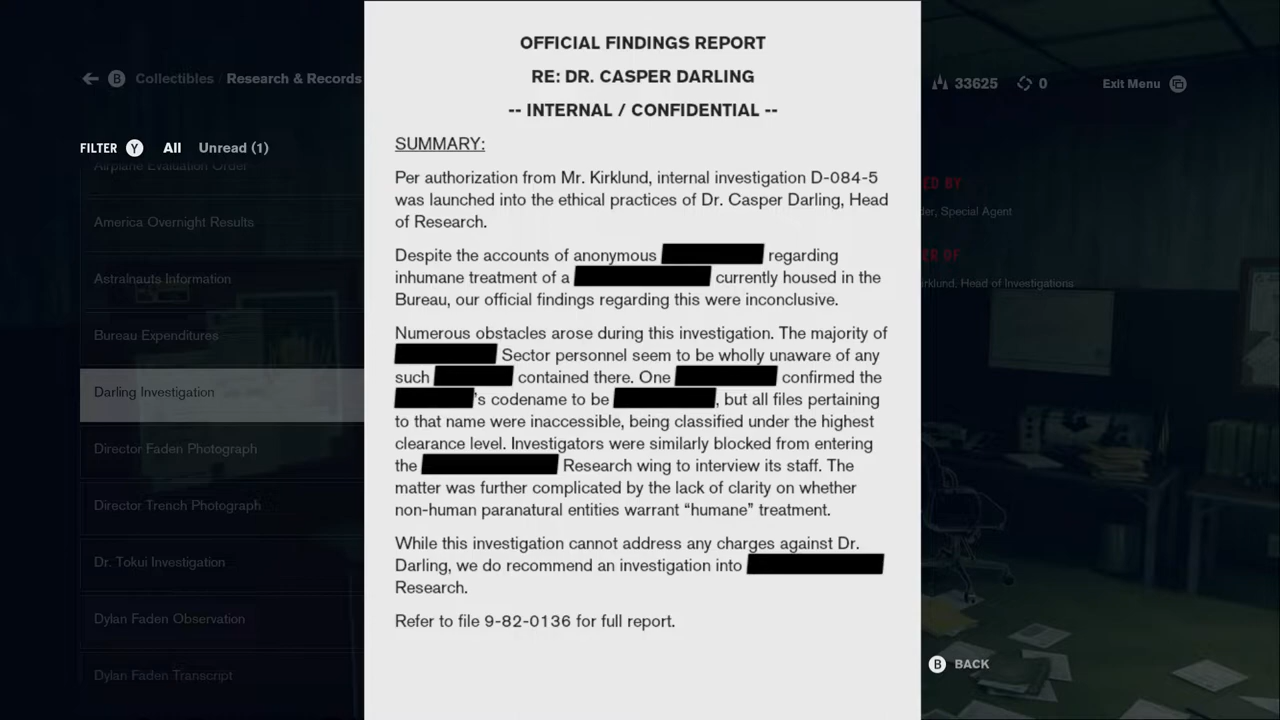 OFFICIAL FINDINGS REPORT
RE: DR. CASPER DARLING
-- INTERNAL / CONFIDENTIAL --
B Collectibles / Research & Records
33625 0
Exit Menu
FILTER Y All Unread (1)
Airplane Evaluation Order
America Overnight Results
Astralnauts Information
Bureau Expenditures
Darling Investigation
Director Faden Photograph
Director Trench Photograph
Dr. Tokui Investigation
Dylan Faden Observation
Dylan Faden Transcript
SUMMARY:
Per authorization from Mr. Kirklund, internal investigation D-084-5
was launched into the ethical practices of Dr. Casper Darling, Head
of Research.
Despite the accounts of anonymous regarding
inhumane treatment of a currently housed in the
Bureau, our official findings regarding this were inconclusive.
Numerous obstacles arose during this investigation. The majority of
Sector personnel seem to be wholly unaware of any
such contained there. One confirmed the
's codename to be , but all files pertaining
to that name were inaccessible, being classified under the highest
clearance level. Investigators were similarly blocked from entering
the Research wing to interview its staff. The
matter was further complicated by the lack of clarity on whether
non-human paranatural entities warrant “humane” treatment.
While this investigation cannot address any charges against Dr.
Darling, we do recommend an investigation into
Research.
Refer to file 9-82-0136 for full report.
BY
, Special Agent
OF
, Head of Investigations
B BACK